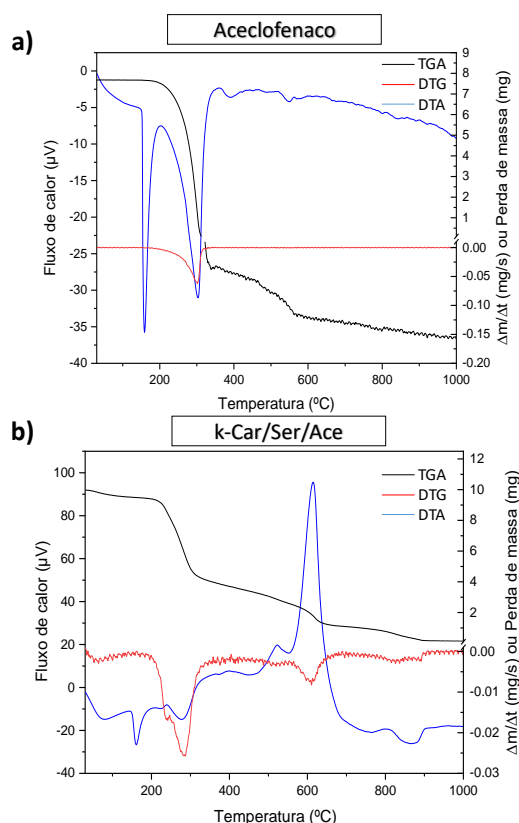 Aceclofenaco
a)
TGA
DTG
DTA
0
-5
-10
-15
-20
-25
-30
-35
-40
Fluxo de calor (µV)
8
7
6
5
4
3
2
1
0.00
-0.05
-0.10
-0.15
-0.20
Δm/Δt (mg/s) ou Perda de massa (mg)
200 400 600 800 1000
Temperatura (ºC)
k-Car/Ser/Ace
b)
TGA
DTG
DTA
100
80
60
40
20
0
-20
-40
Fluxo de calor (µV)
12
10
8
6
4
2
0.00
-0.01
-0.02
-0.03
Δm/Δt (mg/s) ou Perda de massa (mg)
200 400 600 800 1000
Temperatura (ºC)